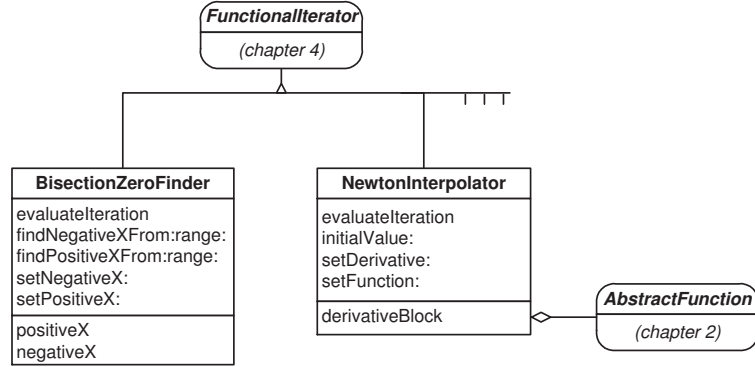 FunctionalIterator
(chapter 4)
BisectionZeroFinder
evaluateIteration
findNegativeXFrom:range:
findPositiveXFrom:range:
setNegativeX:
setPositiveX:
positiveX
negativeX
NewtonInterpolator
evaluateIteration
initialValue:
setDerivative:
setFunction:
derivativeBlock
AbstractFunction
(chapter 2)